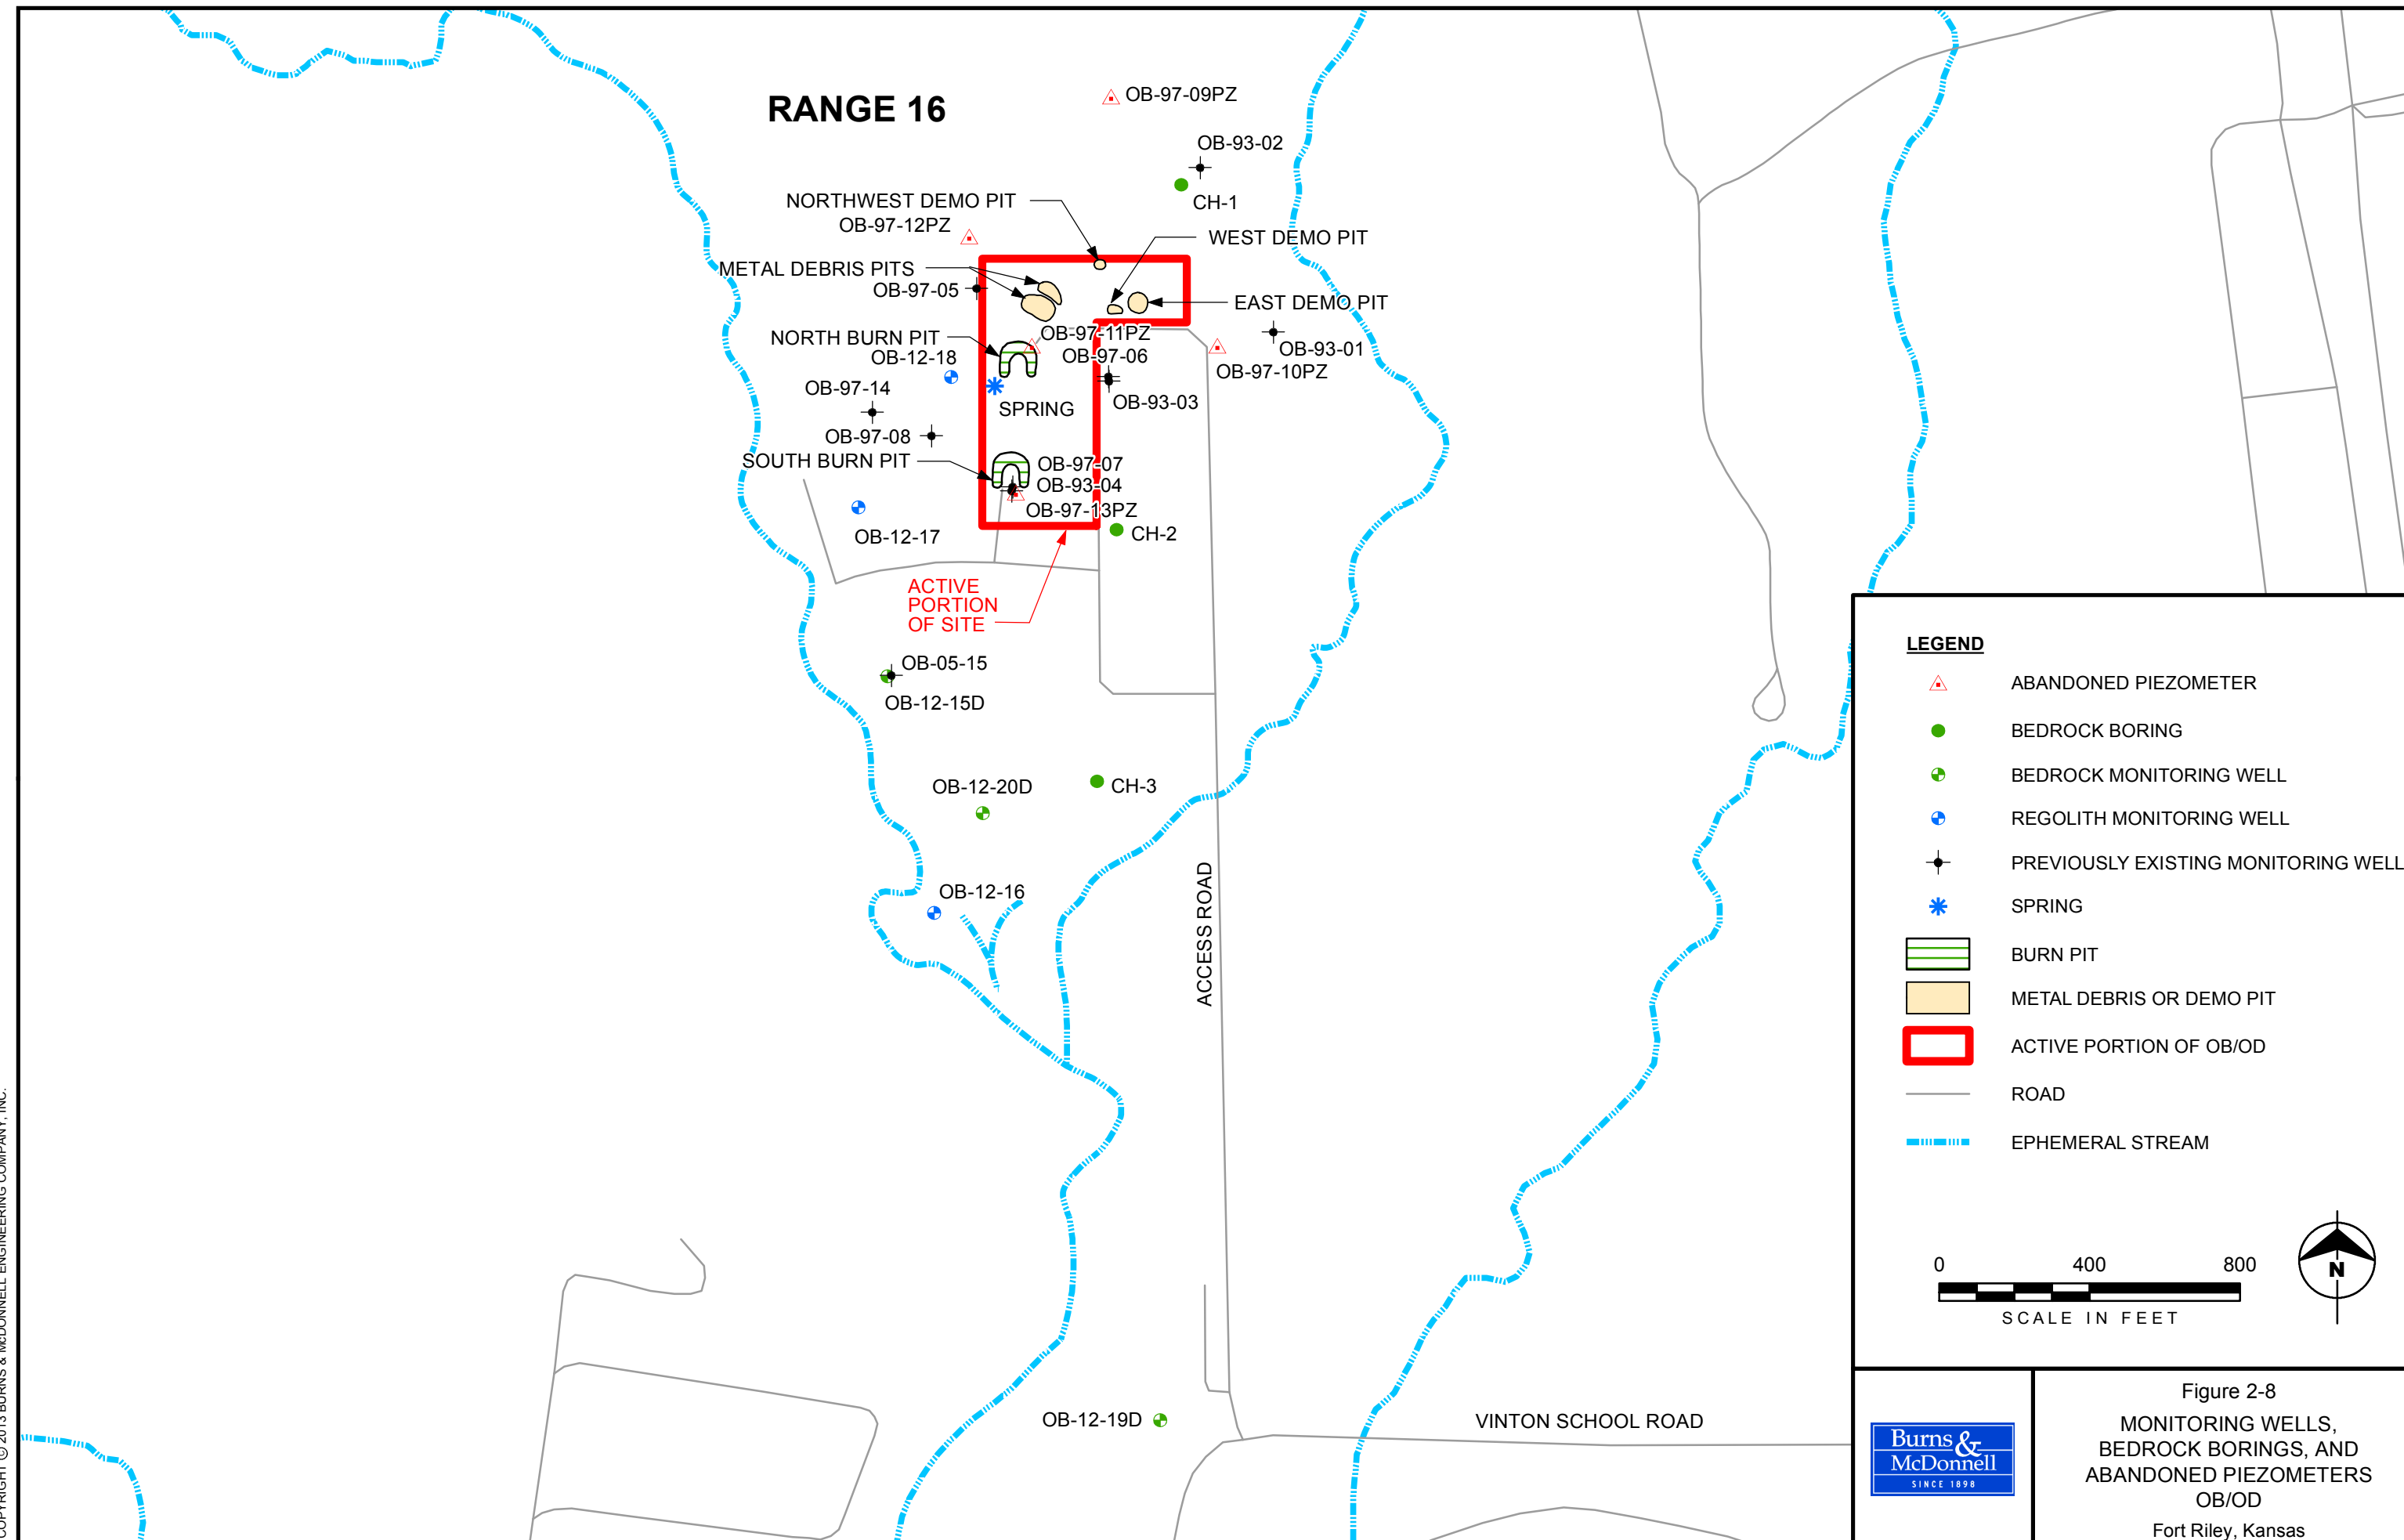 RANGE 16
OB-97-09PZ
OB-93-02
CH-1
NORTHWEST DEMO PIT
OB-97-12PZ
WEST DEMO PIT
METAL DEBRIS PITS
OB-97-05
EAST DEMO PIT
NORTH BURN PIT
OB-97-11PZ
OB-12-18
OB-97-06
OB-93-01
OB-97-10PZ
OB-97-14
SPRING
OB-93-03
OB-97-08
SOUTH BURN PIT
OB-97-07
OB-93-04
OB-97-13PZ
OB-12-17
CH-2
ACTIVE
PORTION
OF SITE
OB-05-15
OB-12-15D
OB-12-20D
CH-3
OB-12-16
ACCESS ROAD
OB-12-19D
VINTON SCHOOL ROAD
LEGEND
ABANDONED PIEZOMETER
BEDROCK BORING
BEDROCK MONITORING WELL
REGOLITH MONITORING WELL
PREVIOUSLY EXISTING MONITORING WELL
SPRING
BURN PIT
METAL DEBRIS OR DEMO PIT
ACTIVE PORTION OF OB/OD
ROAD
EPHEMERAL STREAM
0 400 800
SCALE IN FEET
N
Burns &
McDonnell
SINCE 1898
Figure 2-8
MONITORING WELLS,
BEDROCK BORINGS, AND
ABANDONED PIEZOMETERS
OB/OD
Fort Riley, Kansas
COPYRIGHT © 2013 BURNS & McDONNELL ENGINEERING COMPANY, INC.